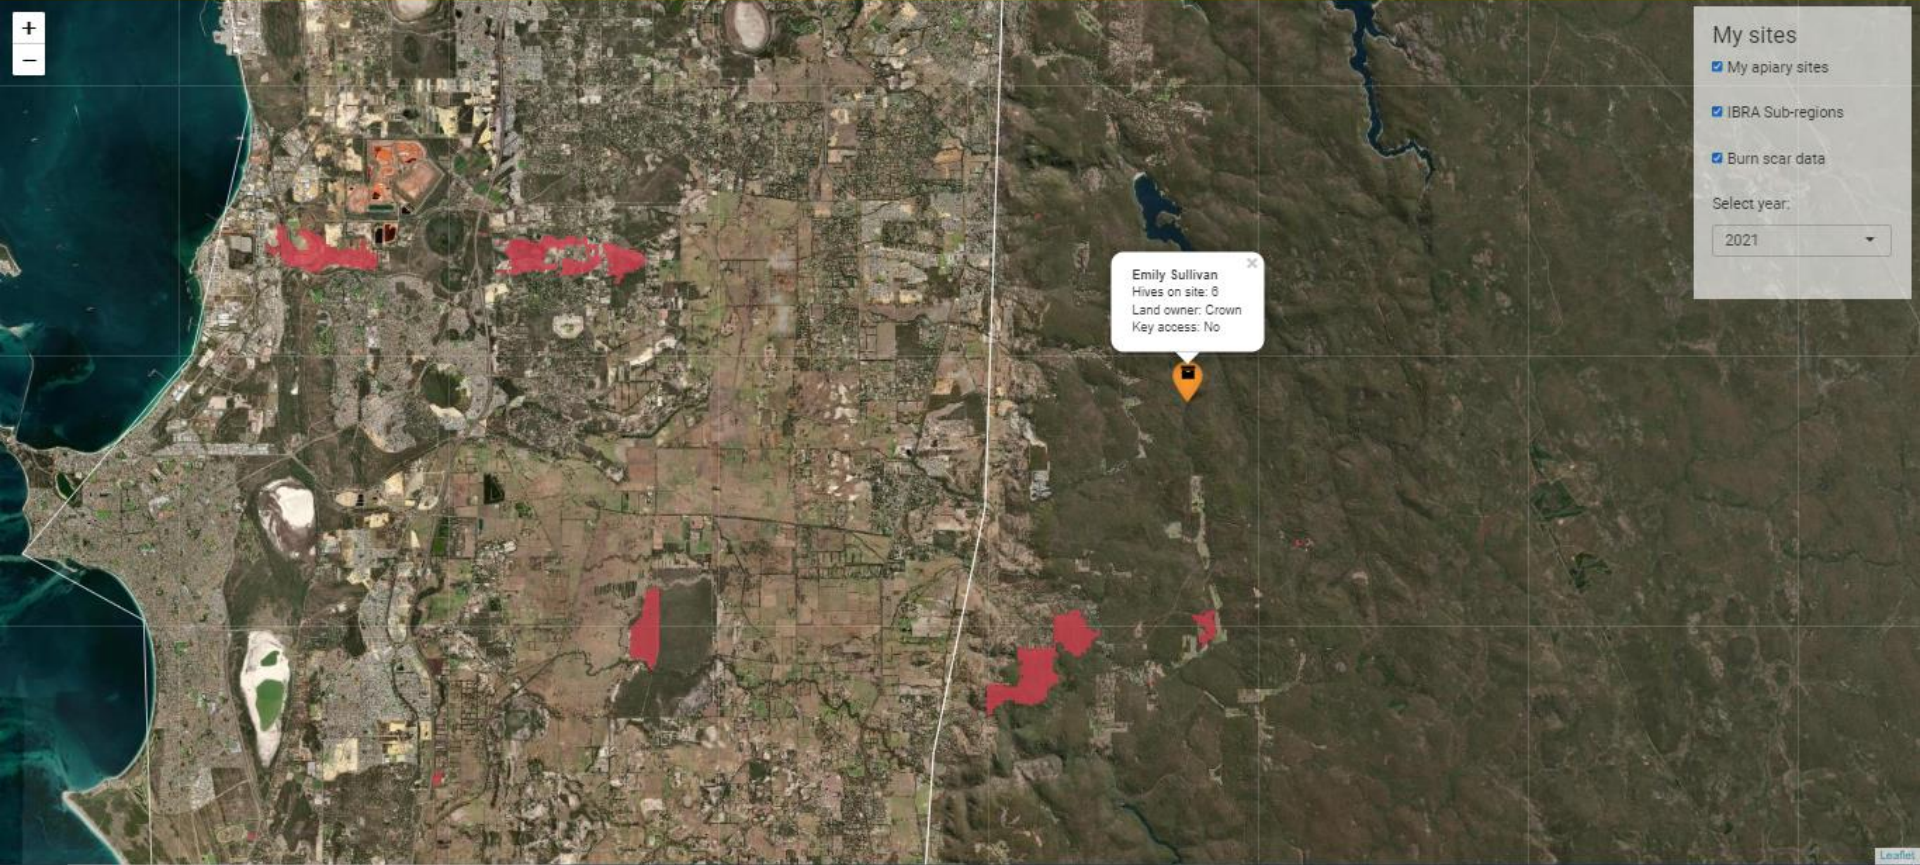 +
−
My sites
My apiary sites
IBRA Sub-regions
Burn scar data
Select year:
2021
Emily Sullivan
Hives on site: 6
Land owner: Crown
Key access: No
×
Leaflet